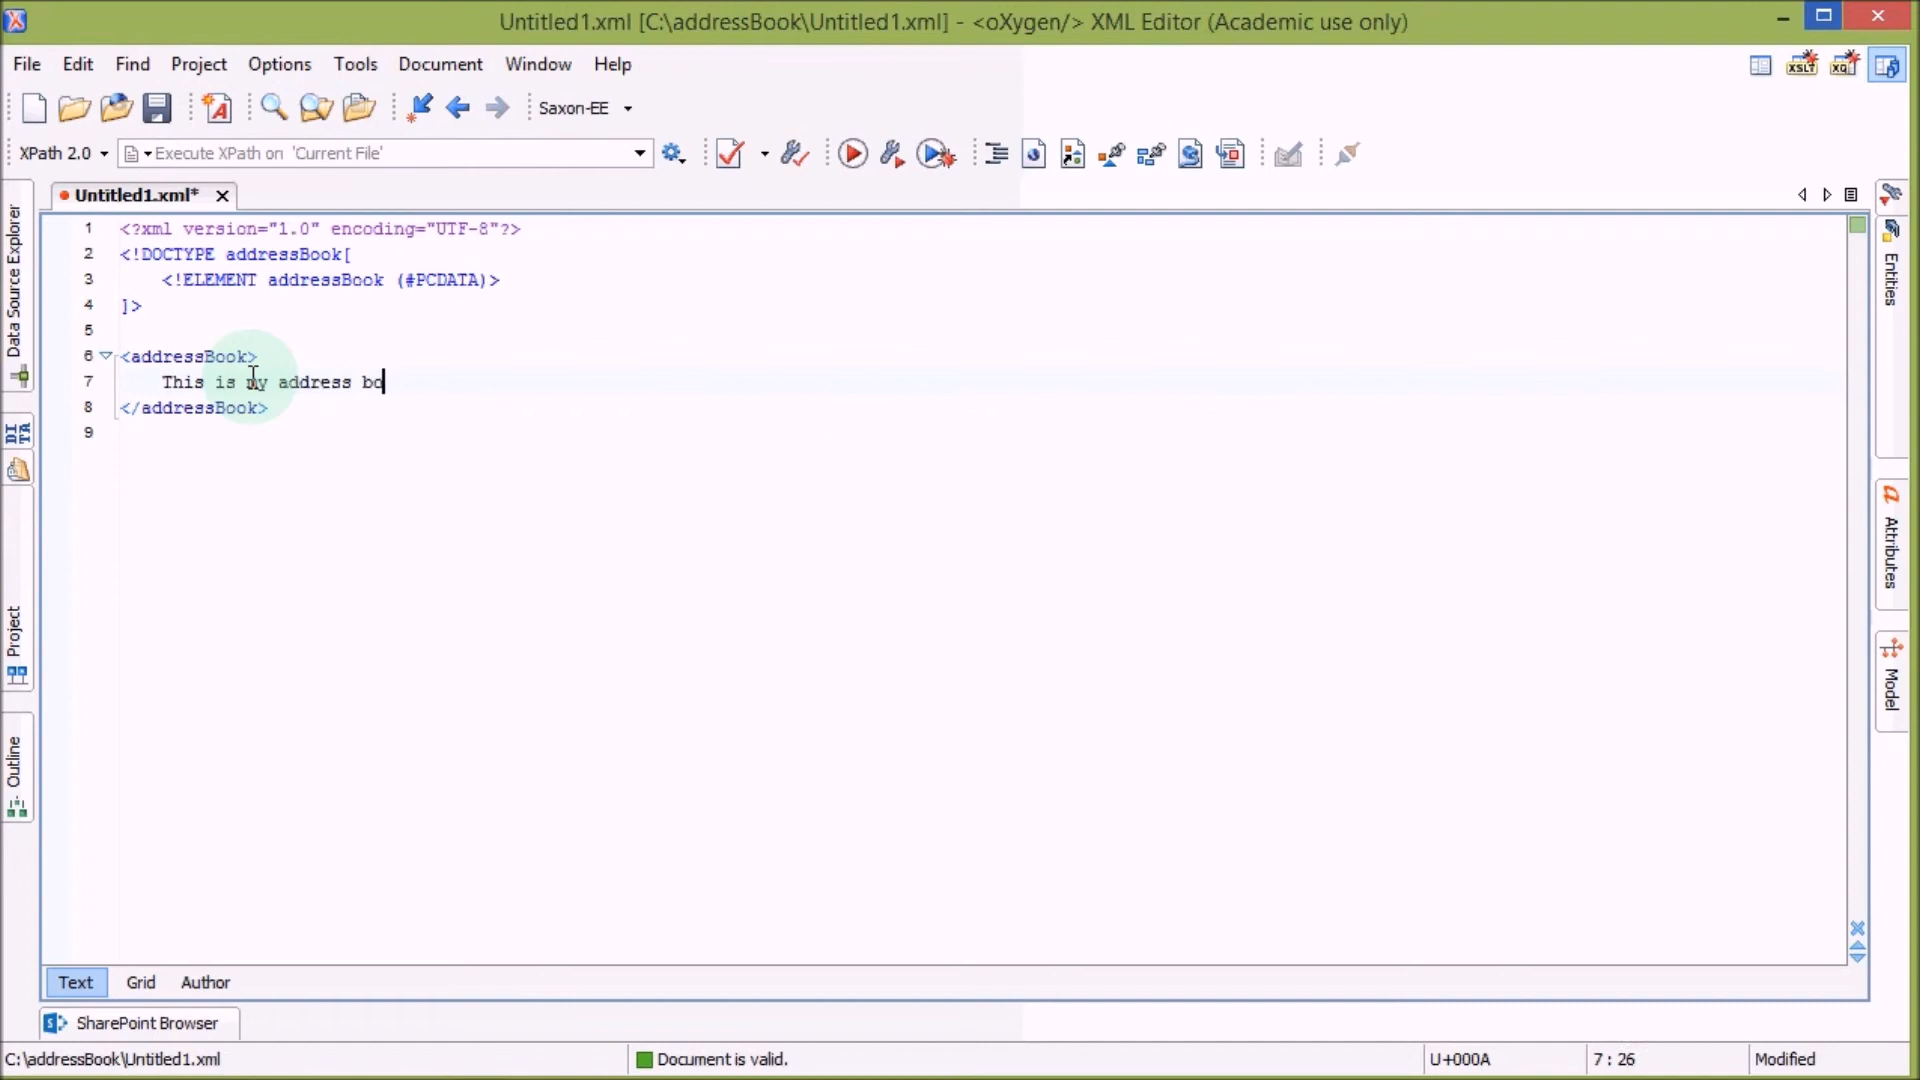 Untitled1.xml [C:\addressBook\Untitled1.xml] - <oXygen/> XML Editor (Academic use only)
File Edit Find Project Options Tools Document Window Help
XSLT XQ
Saxon-EE
XPath 2.0 Execute XPath on 'Current File'
Untitled1.xml*
1 <?xml version="1.0" encoding="UTF-8"?>
2 <!DOCTYPE addressBook[
3 <!ELEMENT addressBook (#PCDATA)>
4 ]>
5
6 <addressBook>
7 This is my address bo
8 </addressBook>
9
Data Source Explorer
DITA
Project
Outline
Entities
a Attributes
Model
Text Grid Author
S SharePoint Browser
C:\addressBook\Untitled1.xml Document is valid. U+000A 7 : 26 Modified